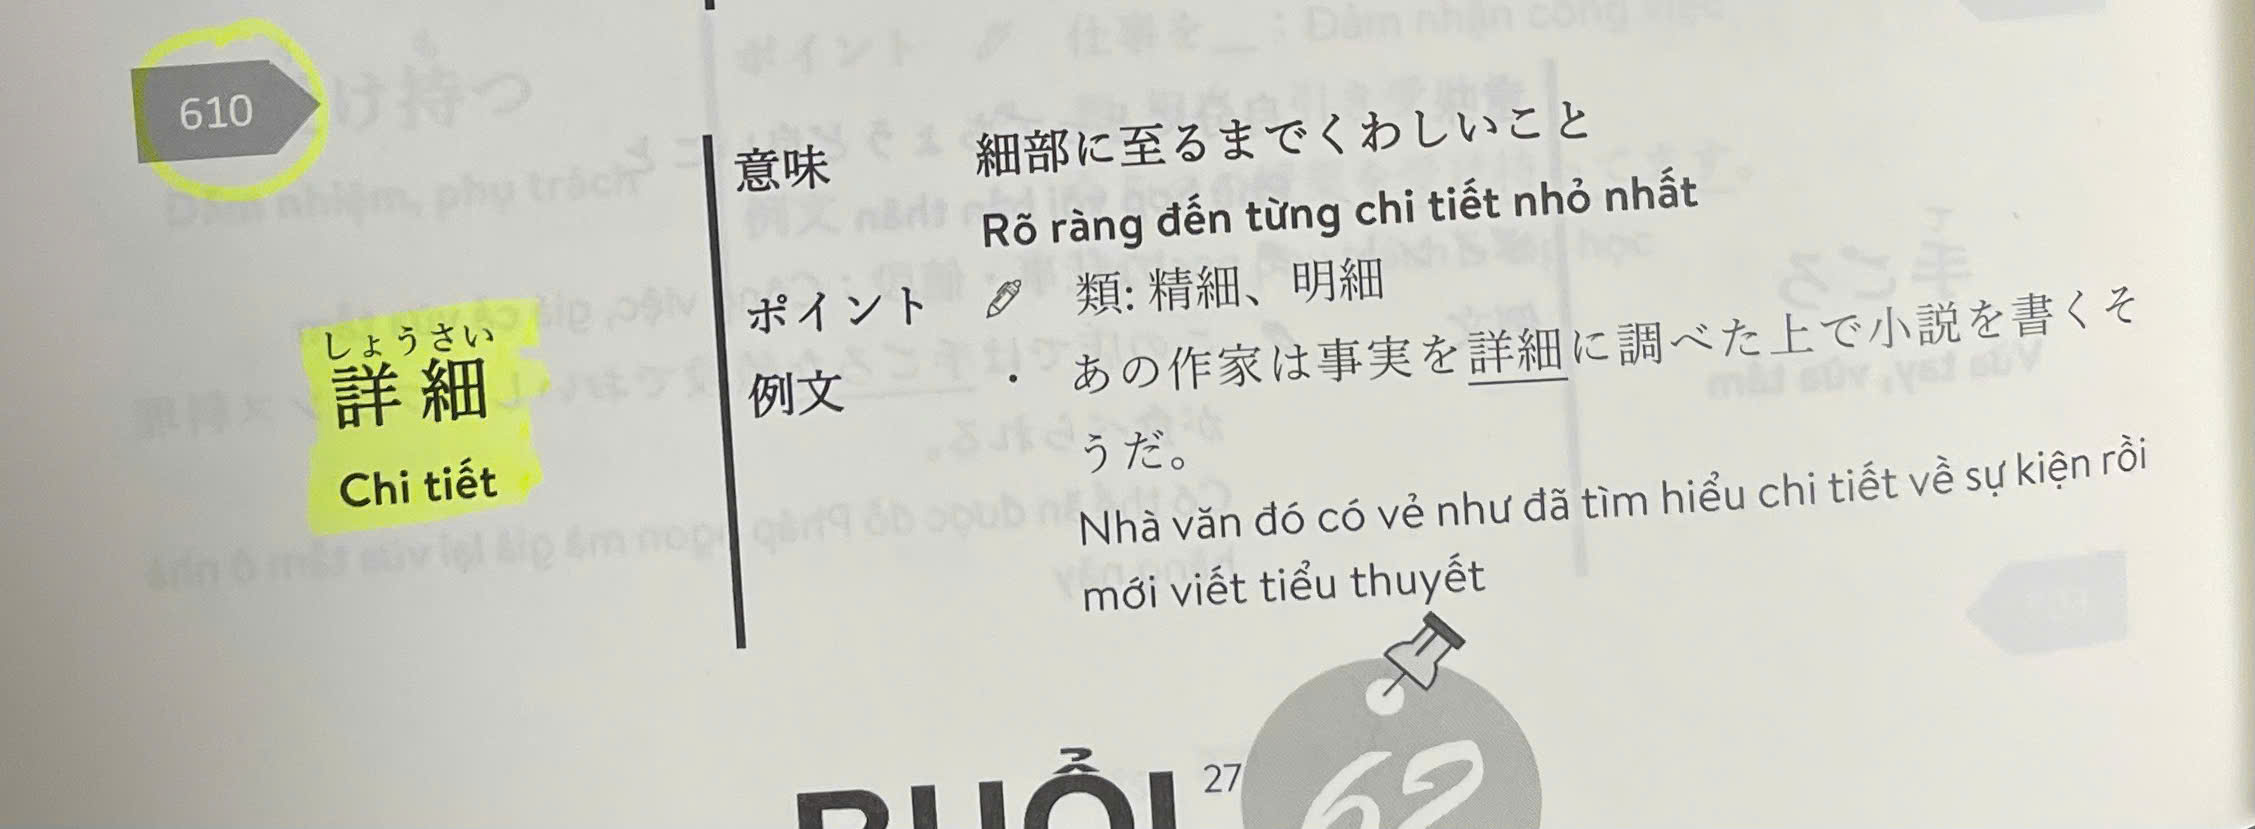 610
しょうさい
詳細
Chi tiết
意味 細部に至るまでくわしいこと
Rõ ràng đến từng chi tiết nhỏ nhất
ポイント 類: 精細、明細
例文 ・ あの作家は事実を詳細に調べた上で小説を書くそ
うだ。
Nhà văn đó có vẻ như đã tìm hiểu chi tiết về sự kiện rồi
mới viết tiểu thuyết
BUỔI 27